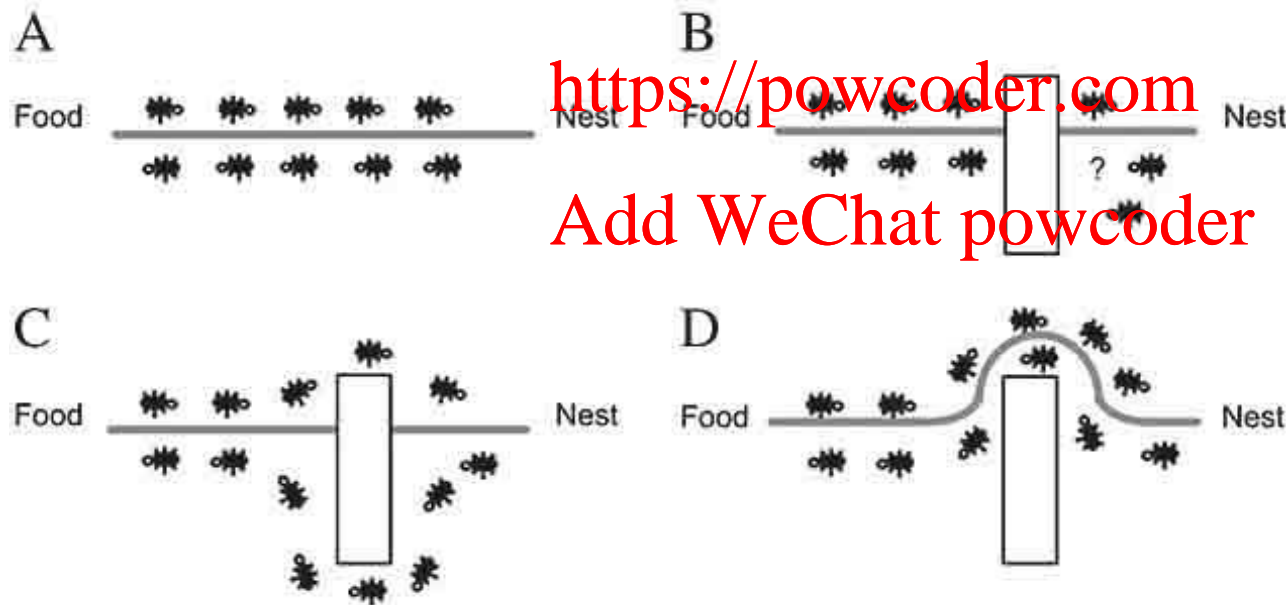 A
B
https://powcoder.com
Food
Nest
Food
Nest
?
Add WeChat powcoder
C
D
Food
Nest
Food
Nest